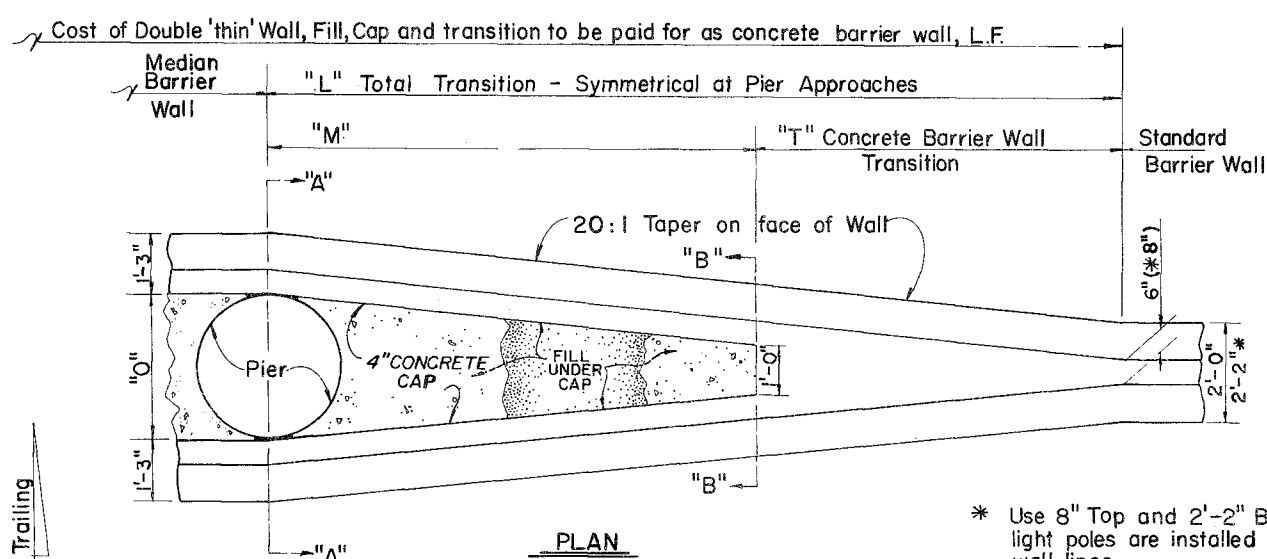 Cost of Double 'thin' Wall, Fill, Cap and transition to be paid for as concrete barrier wall, L.F.
Median
Barrier
Wall
"L" Total Transition - Symmetrical at Pier Approaches
"M"
"T" Concrete Barrier Wall
Transition
Standard
Barrier Wall
"A"
20:1 Taper on face of Wall
"B"
6" (*8")
1'-3"
"O"
Pier
4" CONCRETE
CAP
FILL
UNDER
CAP
1'-0"
2'-0"
2'-2"*
1'-3"
"B"
Trailing
"A"
PLAN
* Use 8" Top and 2'-2" B
light poles are installed